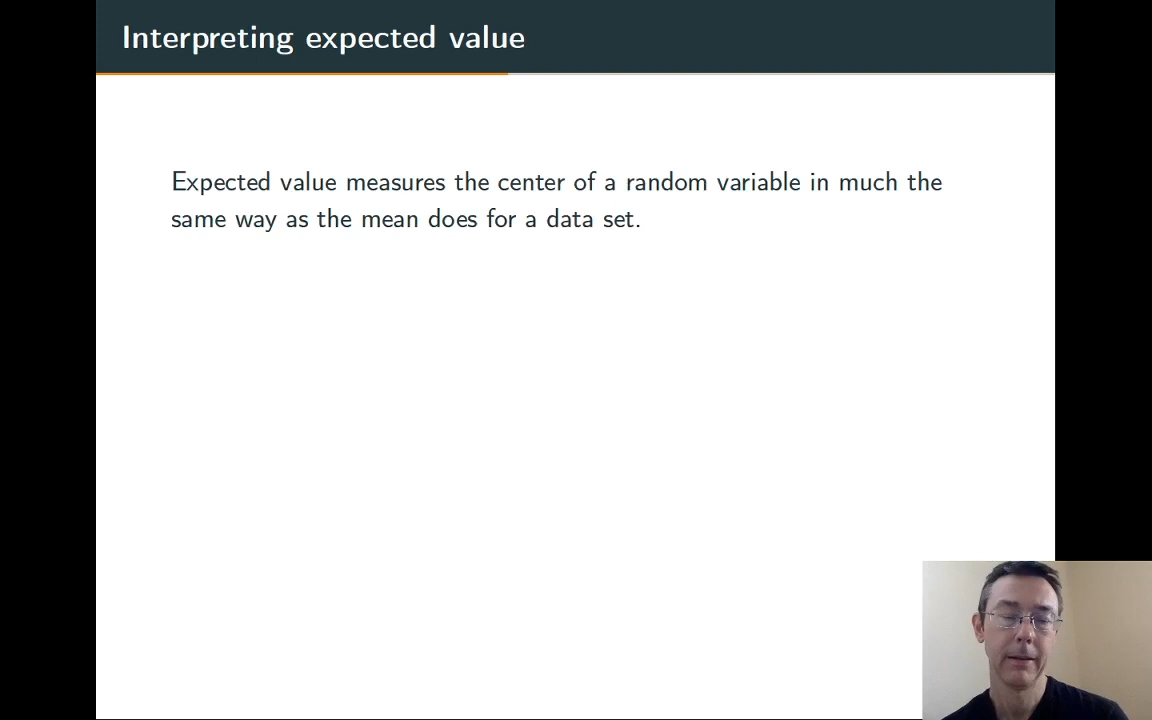 Interpreting expected value
Expected value measures the center of a random variable in much the
same way as the mean does for a data set.